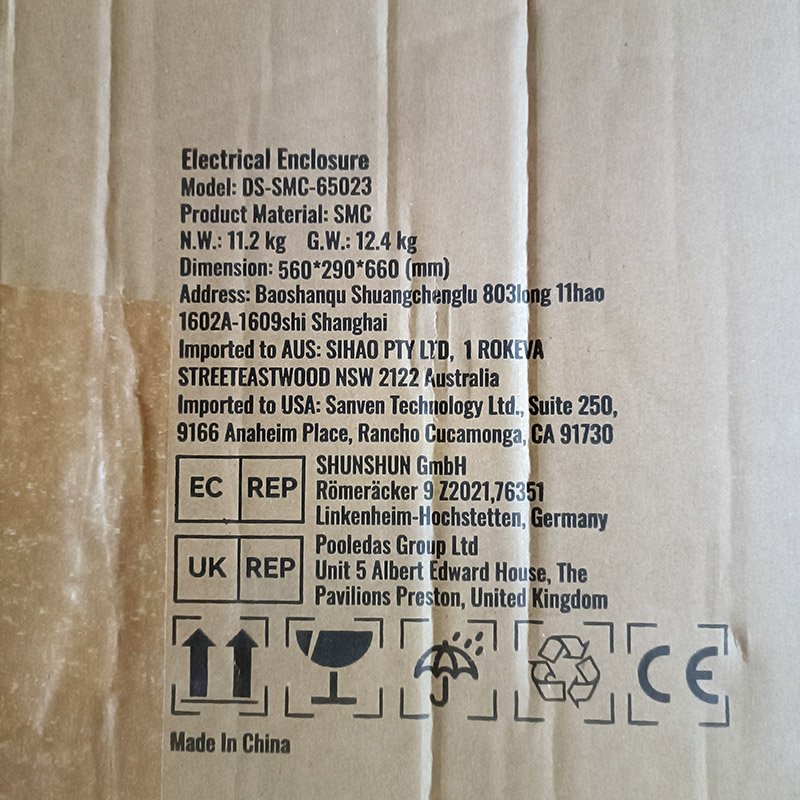 Electrical Enclosure
Model: DS-SMC-65023
Product Material: SMC
N.W.: 11.2 kg G.W.: 12.4 kg
Dimension: 560*290*660 (mm)
Address: Baoshanqu Shuangchenglu 803long 11hao
1602A-1609shi Shanghai
Imported to AUS: SIHAO PTY LTD, 1 ROKEVA
STREETEASTWOOD NSW 2122 Australia
Imported to USA: Sanven Technology Ltd., Suite 250,
9166 Anaheim Place, Rancho Cucamonga, CA 91730
EC REP
SHUNSHUN GmbH
Römeräcker 9 Z2021,76351
Linkenheim-Hochstetten, Germany
UK REP
Pooledas Group Ltd
Unit 5 Albert Edward House, The
Pavilions Preston, United Kingdom
CE
Made In China